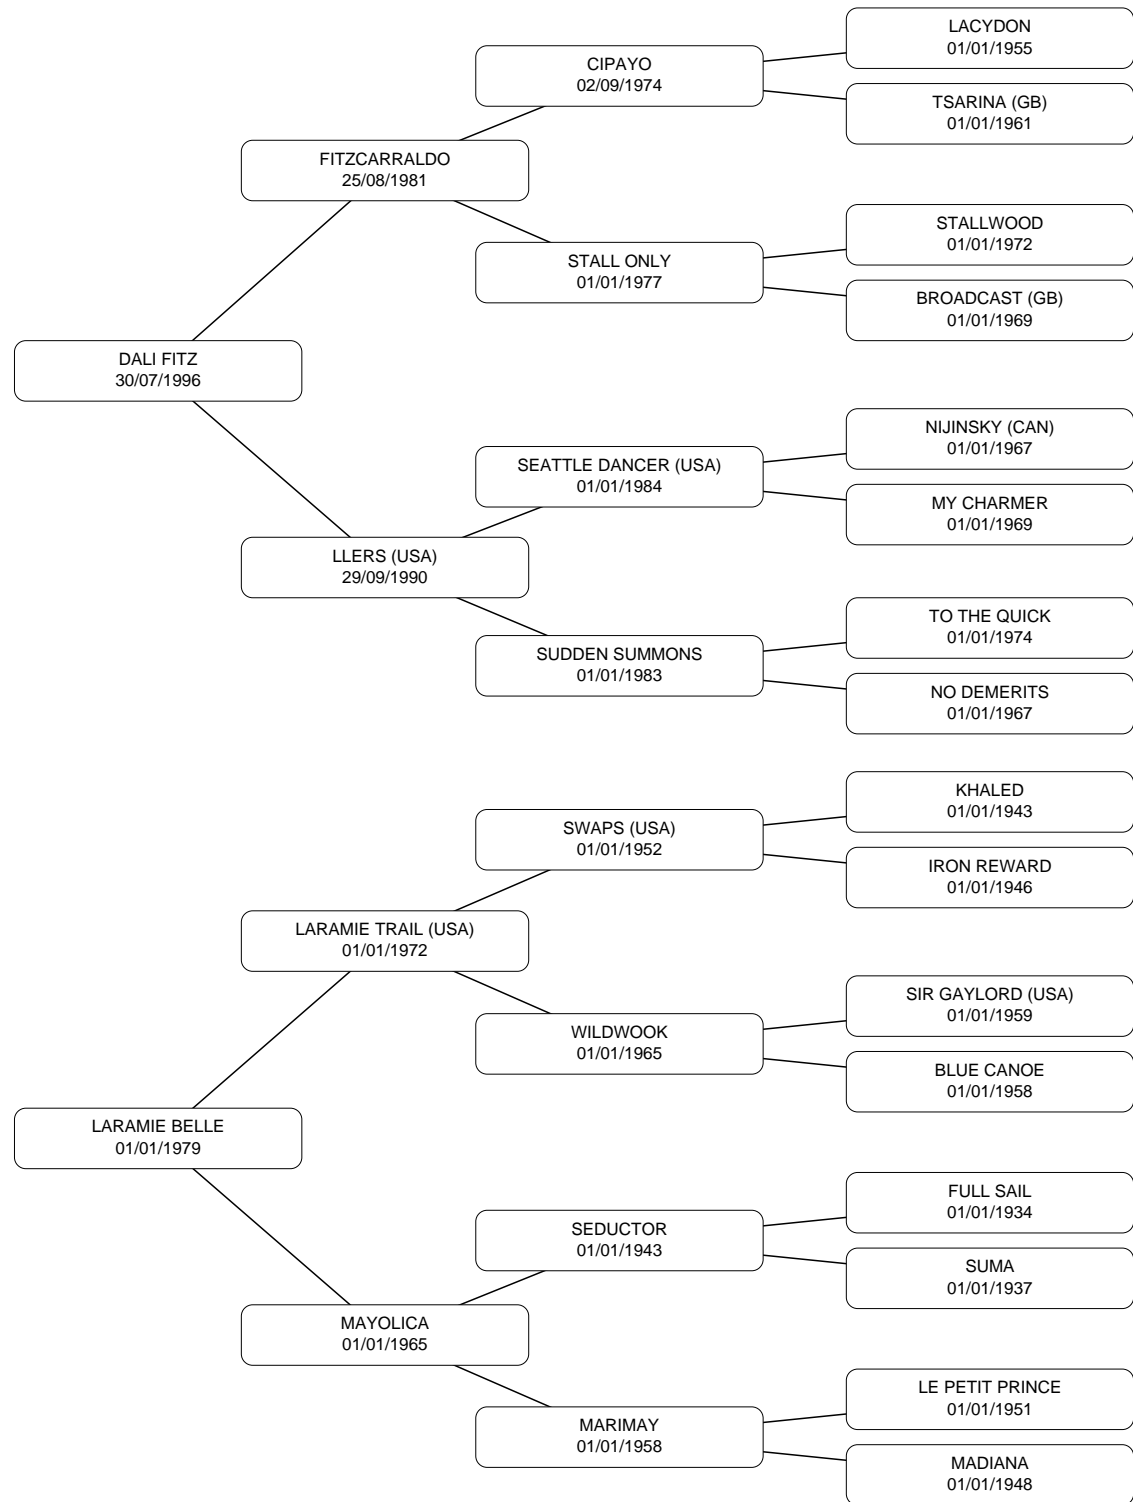 LACYDON
01/01/1955
CIPAYO
02/09/1974
TSARINA (GB)
01/01/1961
FITZCARRALDO
25/08/1981
STALLWOOD
01/01/1972
STALL ONLY
01/01/1977
BROADCAST (GB)
01/01/1969
DALI FITZ
30/07/1996
NIJINSKY (CAN)
01/01/1967
SEATTLE DANCER (USA)
01/01/1984
MY CHARMER
01/01/1969
LLERS (USA)
29/09/1990
TO THE QUICK
01/01/1974
SUDDEN SUMMONS
01/01/1983
NO DEMERITS
01/01/1967
KHALED
01/01/1943
SWAPS (USA)
01/01/1952
IRON REWARD
01/01/1946
LARAMIE TRAIL (USA)
01/01/1972
SIR GAYLORD (USA)
01/01/1959
WILDWOOK
01/01/1965
BLUE CANOE
01/01/1958
LARAMIE BELLE
01/01/1979
FULL SAIL
01/01/1934
SEDUCTOR
01/01/1943
SUMA
01/01/1937
MAYOLICA
01/01/1965
LE PETIT PRINCE
01/01/1951
MARIMAY
01/01/1958
MADIANA
01/01/1948